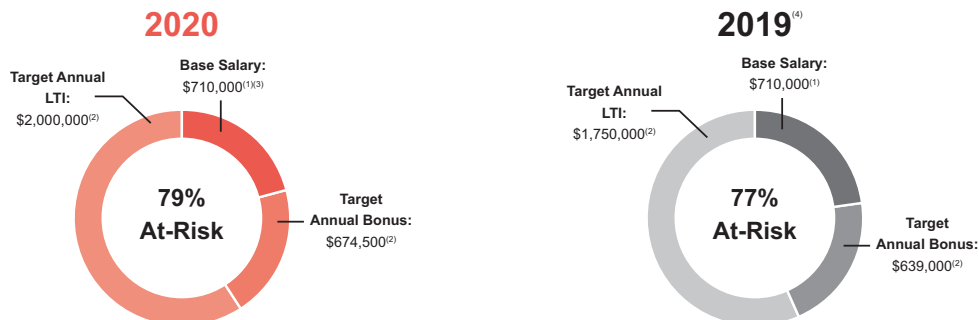 2020
Target Annual
LTI:
$2,000,000(2)
Base Salary:
$710,000(1)(3)
79%
At-Risk
Target
Annual Bonus:
$674,500(2)
2019(4)
Target Annual
LTI:
$1,750,000(2)
Base Salary:
$710,000(1)
77%
At-Risk
Target
Annual Bonus:
$639,000(2)